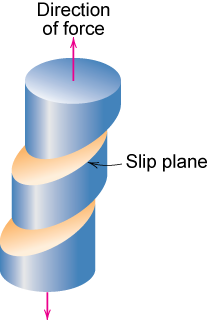 Direction
of force
Slip plane